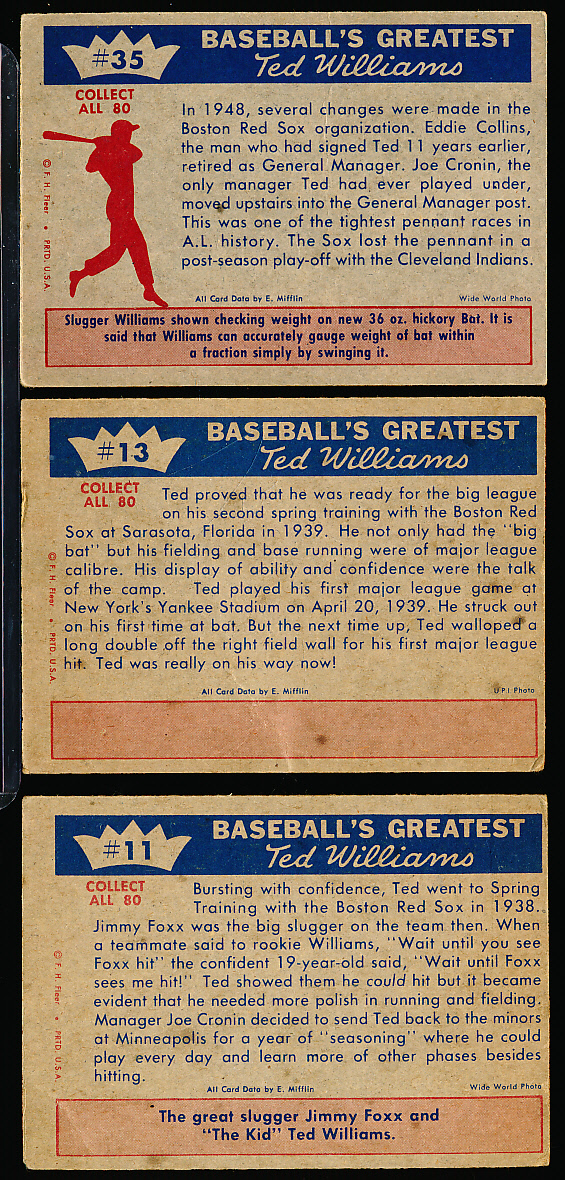 #35
BASEBALL'S GREATEST
Ted Williams
COLLECT
ALL 80
In 1948, several changes were made in the
Boston Red Sox organization. Eddie Collins,
the man who had signed Ted 11 years earlier,
retired as General Manager. Joe Cronin, the
only manager Ted had ever played under,
moved upstairs into the General Manager post.
This was one of the tightest pennant races in
A.L. history. The Sox lost the pennant in a
post-season play-off with the Cleveland Indians.
© F. H. Fleer • PRTD. U.S.A.
All Card Data by E. Mifflin
Wide World Photo
Slugger Williams shown checking weight on new 36 oz. hickory Bat. It is
said that Williams can accurately gauge weight of bat within
a fraction simply by swinging it.
#13
BASEBALL'S GREATEST
Ted Williams
COLLECT
ALL 80
Ted proved that he was ready for the big league
on his second spring training with the Boston Red
Sox at Sarasota, Florida in 1939. He not only had the "big
bat" but his fielding and base running were of major league
calibre. His display of ability and confidence were the talk
of the camp. Ted played his first major league game at
New York's Yankee Stadium on April 20, 1939. He struck out
on his first time at bat. But the next time up, Ted walloped a
long double off the right field wall for his first major league
hit. Ted was really on his way now!
© F. H. Fleer • PRTD. U.S.A.
All Card Data by E. Mifflin
U P I Photo
#11
BASEBALL'S GREATEST
Ted Williams
COLLECT
ALL 80
Bursting with confidence, Ted went to Spring
Training with the Boston Red Sox in 1938.
Jimmy Foxx was the big slugger on the team then. When
a teammate said to rookie Williams, "Wait until you see
Foxx hit" the confident 19-year-old said, "Wait until Foxx
sees me hit!" Ted showed them he could hit but it became
evident that he needed more polish in running and fielding.
Manager Joe Cronin decided to send Ted back to the minors
at Minneapolis for a year of "seasoning" where he could
play every day and learn more of other phases besides
hitting.
© F. H. Fleer • PRTD. U.S.A.
All Card Data by E. Mifflin
Wide World Photo
The great slugger Jimmy Foxx and
"The Kid" Ted Williams.